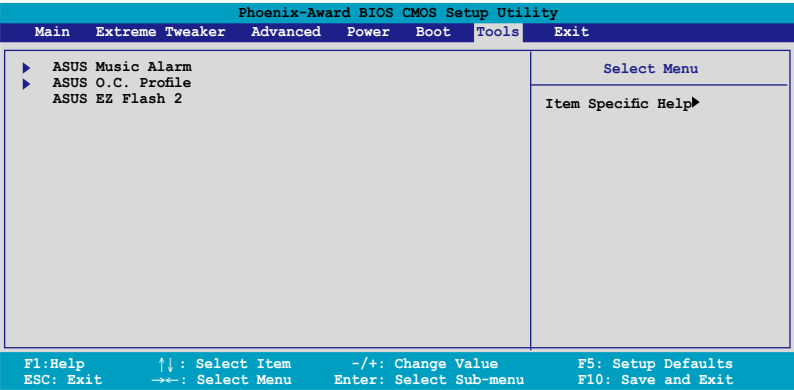 Phoenix-Award BIOS CMOS Setup Utility
Main Extreme Tweaker Advanced Power Boot Tools Exit
ASUS Music Alarm
ASUS O.C. Profile
ASUS EZ Flash 2
Select Menu
Item Specific Help
F1:Help ↑↓: Select Item -/+: Change Value F5: Setup Defaults
ESC: Exit →←: Select Menu Enter: Select Sub-menu F10: Save and Exit